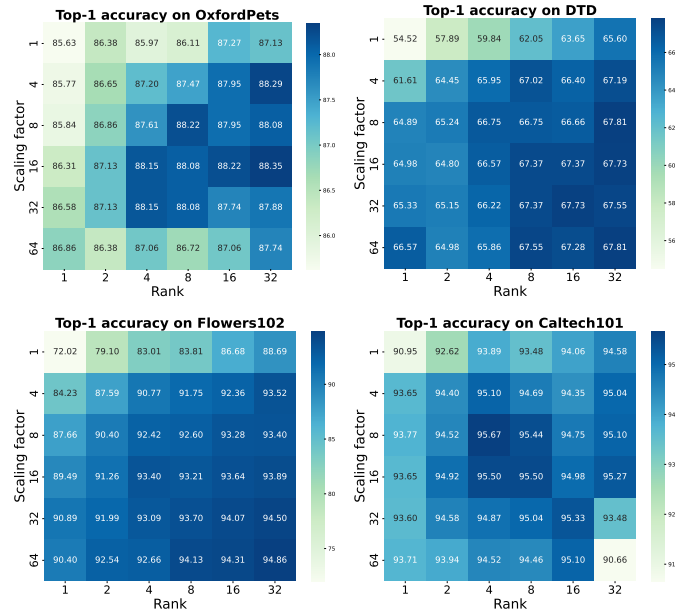 Top-1 accuracy on OxfordPets
Scaling factor
1 85.63 86.38 85.97 86.11 87.27 87.13
4 85.77 86.65 87.20 87.47 87.95 88.29
8 85.84 86.86 87.61 88.22 87.95 88.08
16 86.31 87.13 88.15 88.08 88.22 88.35
32 86.58 87.13 88.15 88.08 87.74 87.88
64 86.86 86.38 87.06 86.72 87.06 87.74
1 2 4 8 16 32
Rank
88.0
87.5
87.0
86.5
86.0
Top-1 accuracy on DTD
Scaling factor
1 54.52 57.89 59.84 62.05 63.65 65.60
4 61.61 64.45 65.95 67.02 66.40 67.19
8 64.89 65.24 66.75 66.75 66.66 67.81
16 64.98 64.80 66.57 67.37 67.37 67.73
32 65.33 65.15 66.22 67.37 67.73 67.55
64 66.57 64.98 65.86 67.55 67.28 67.81
1 2 4 8 16 32
Rank
66
64
62
60
58
56
Top-1 accuracy on Flowers102
Scaling factor
1 72.02 79.10 83.01 83.81 86.68 88.69
4 84.23 87.59 90.77 91.75 92.36 93.52
8 87.66 90.40 92.42 92.60 93.28 93.40
16 89.49 91.26 93.40 93.21 93.64 93.89
32 90.89 91.99 93.09 93.70 94.07 94.50
64 90.40 92.54 92.66 94.13 94.31 94.86
1 2 4 8 16 32
Rank
90
85
80
75
Top-1 accuracy on Caltech101
Scaling factor
1 90.95 92.62 93.89 93.48 94.06 94.58
4 93.65 94.40 95.10 94.69 94.35 95.04
8 93.77 94.52 95.67 95.44 94.75 95.10
16 93.65 94.92 95.50 95.50 94.98 95.27
32 93.60 94.58 94.87 95.04 95.33 93.48
64 93.71 93.94 94.52 94.46 95.10 90.66
1 2 4 8 16 32
Rank
95
94
93
92
91